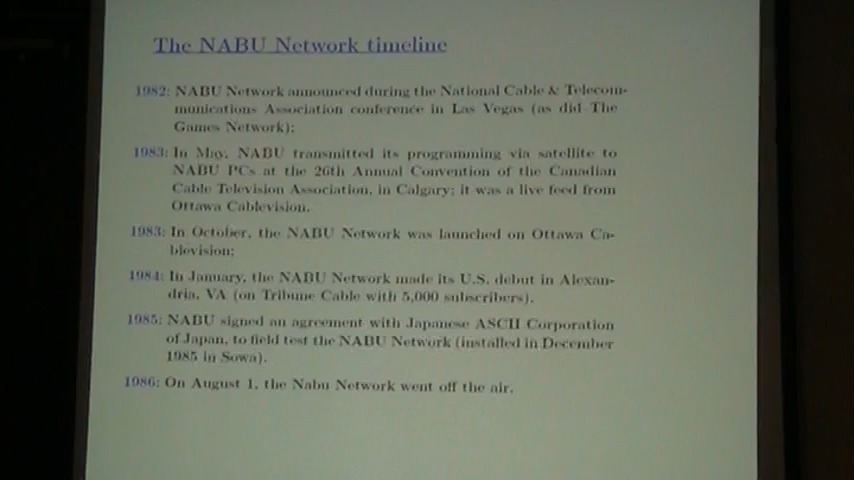 The NABU Network timeline
1982: NABU Network announced during the National Cable & Telecom-
munications Association conference in Las Vegas (as did The
Games Network);
1983: In May, NABU transmitted its programming via satellite to
NABU PCs at the 26th Annual Convention of the Canadian
Cable Television Association, in Calgary; it was a live feed from
Ottawa Cablevision.
1983: In October, the NABU Network was launched on Ottawa Ca-
blevision;
1984: In January, the NABU Network made its U.S. debut in Alexan-
dria, VA (on Tribune Cable with 5,000 subscribers).
1985: NABU signed an agreement with Japanese ASCII Corporation
of Japan, to field test the NABU Network (installed in December
1985 in Sowa).
1986: On August 1, the Nabu Network went off the air.